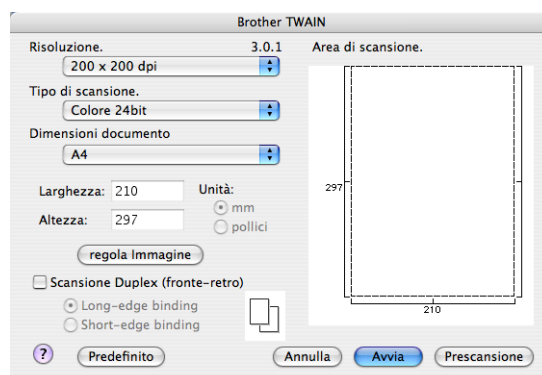 Brother TWAIN
Risoluzione. 3.0.1
200 x 200 dpi
Tipo di scansione.
Colore 24bit
Dimensioni documento
A4
Larghezza: 210
Altezza: 297
Unità:
mm
pollici
regola Immagine
Scansione Duplex (fronte-retro)
Long-edge binding
Short-edge binding
Area di scansione.
297
210
?
Predefinito
Annulla
Avvia
Prescansione